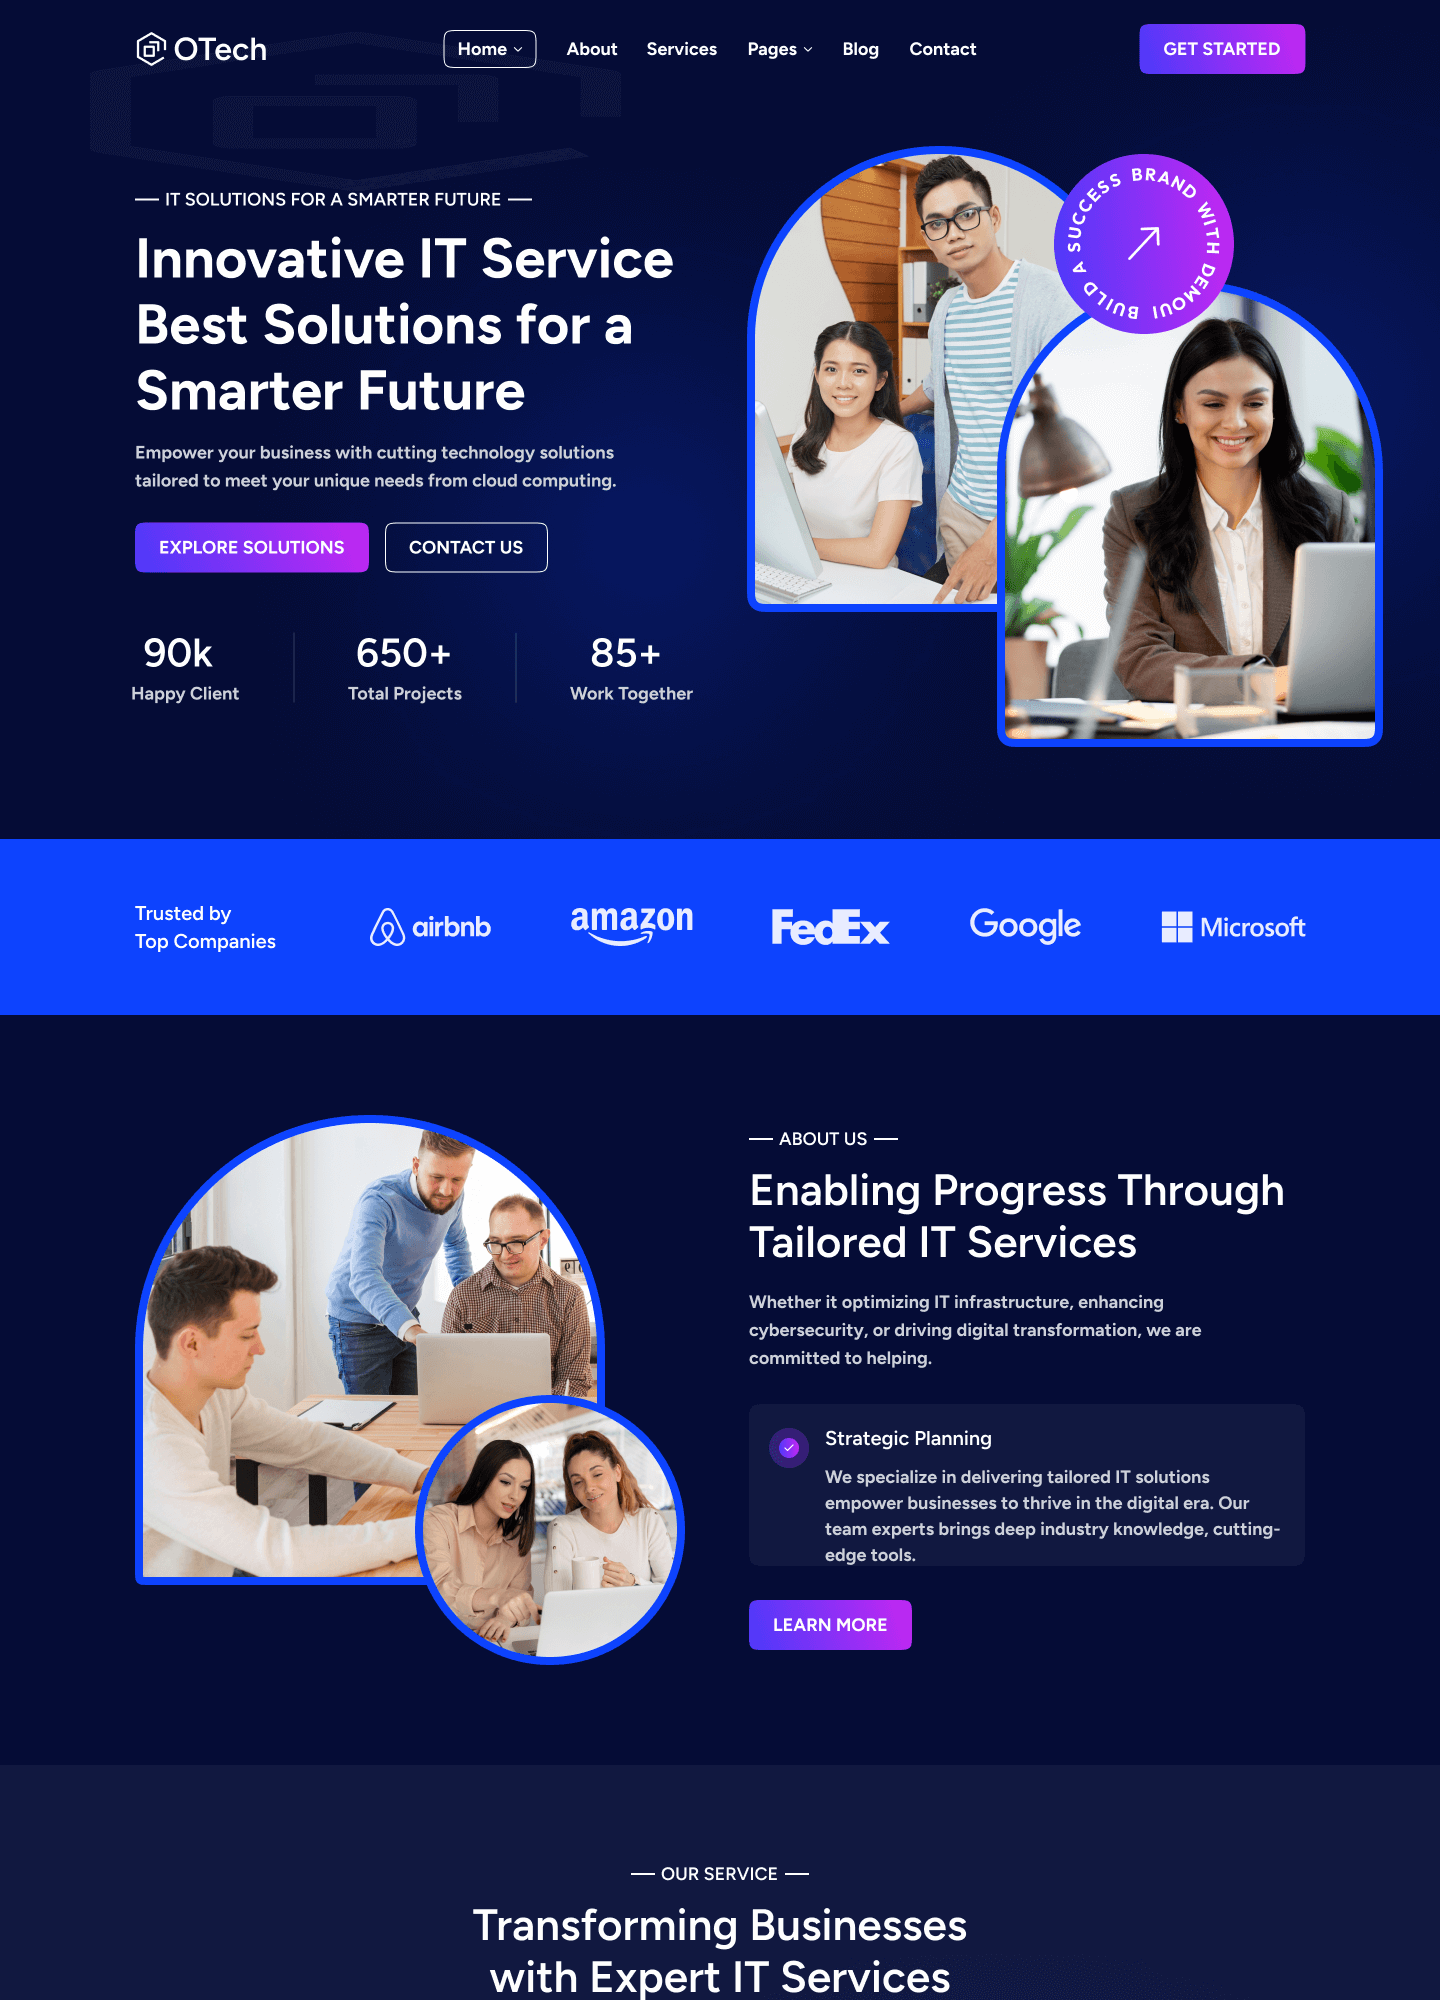 OTech
Home
About
Services
Pages
Blog
Contact
GET STARTED
IT SOLUTIONS FOR A SMARTER FUTURE
Innovative IT Service
Best Solutions for a
Smarter Future
Empower your business with cutting technology solutions
tailored to meet your unique needs from cloud computing.
EXPLORE SOLUTIONS
CONTACT US
90k
Happy Client
650+
Total Projects
85+
Work Together
BUILD A SUCCESS BRAND WITH DEMOUI
Trusted by
Top Companies
airbnb
amazon
FedEx
Google
Microsoft
ABOUT US
Enabling Progress Through
Tailored IT Services
Whether it optimizing IT infrastructure, enhancing
cybersecurity, or driving digital transformation, we are
committed to helping.
Strategic Planning
We specialize in delivering tailored IT solutions
empower businesses to thrive in the digital era. Our
team experts brings deep industry knowledge, cutting-
edge tools.
LEARN MORE
OUR SERVICE
Transforming Businesses
with Expert IT Services